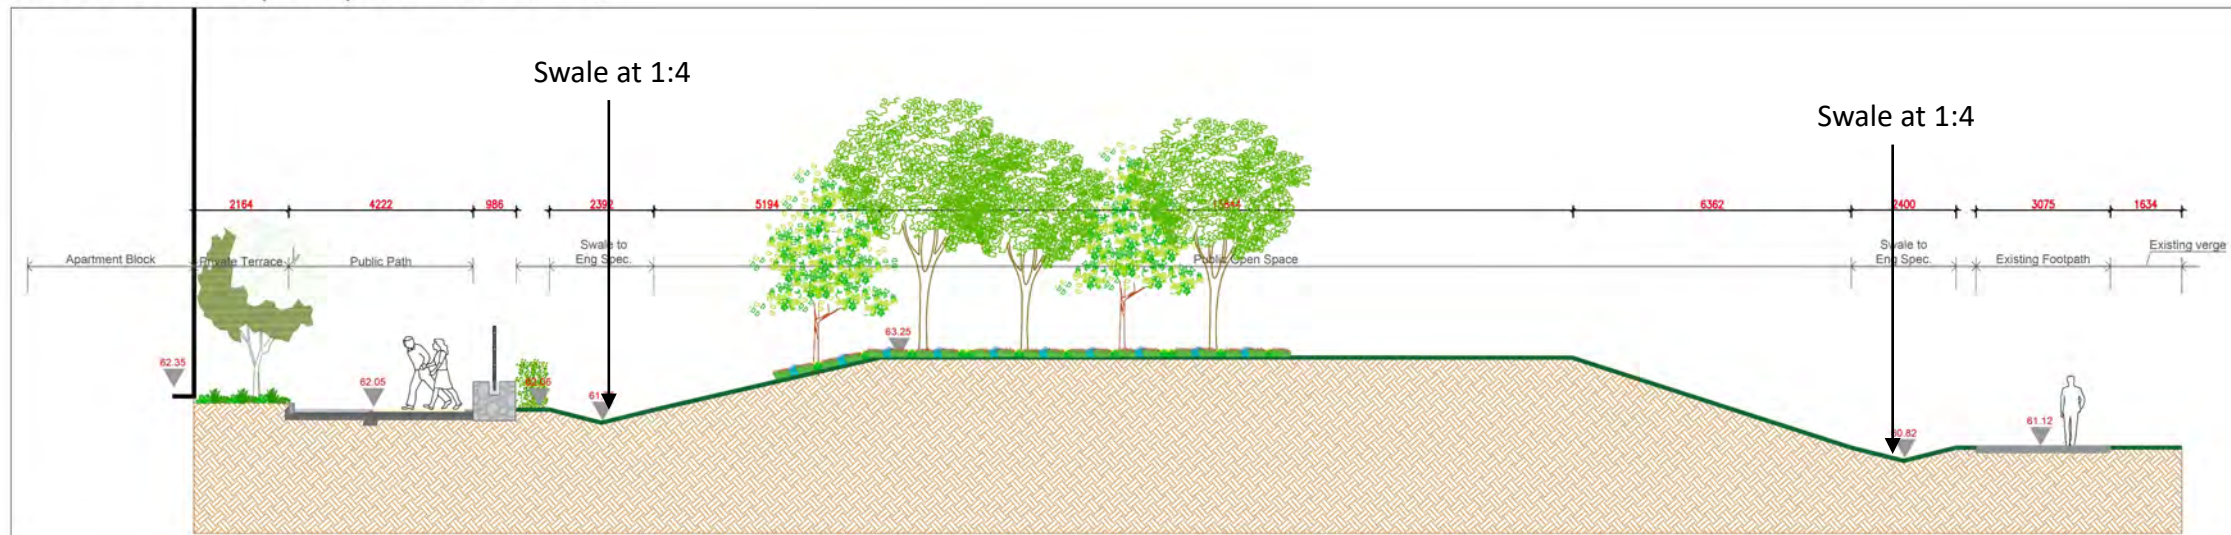 Swale at 1:4
Swale at 1:4
2164
4222
986
2392
5194
6362
2400
3075
1634
Apartment Block
Private Terrace
Public Path
Swale to
Eng Spec.
Public Open Space
Swale to
Eng Spec.
Existing Footpath
Existing verge
63.25
62.35
62.05
61.12
60.82